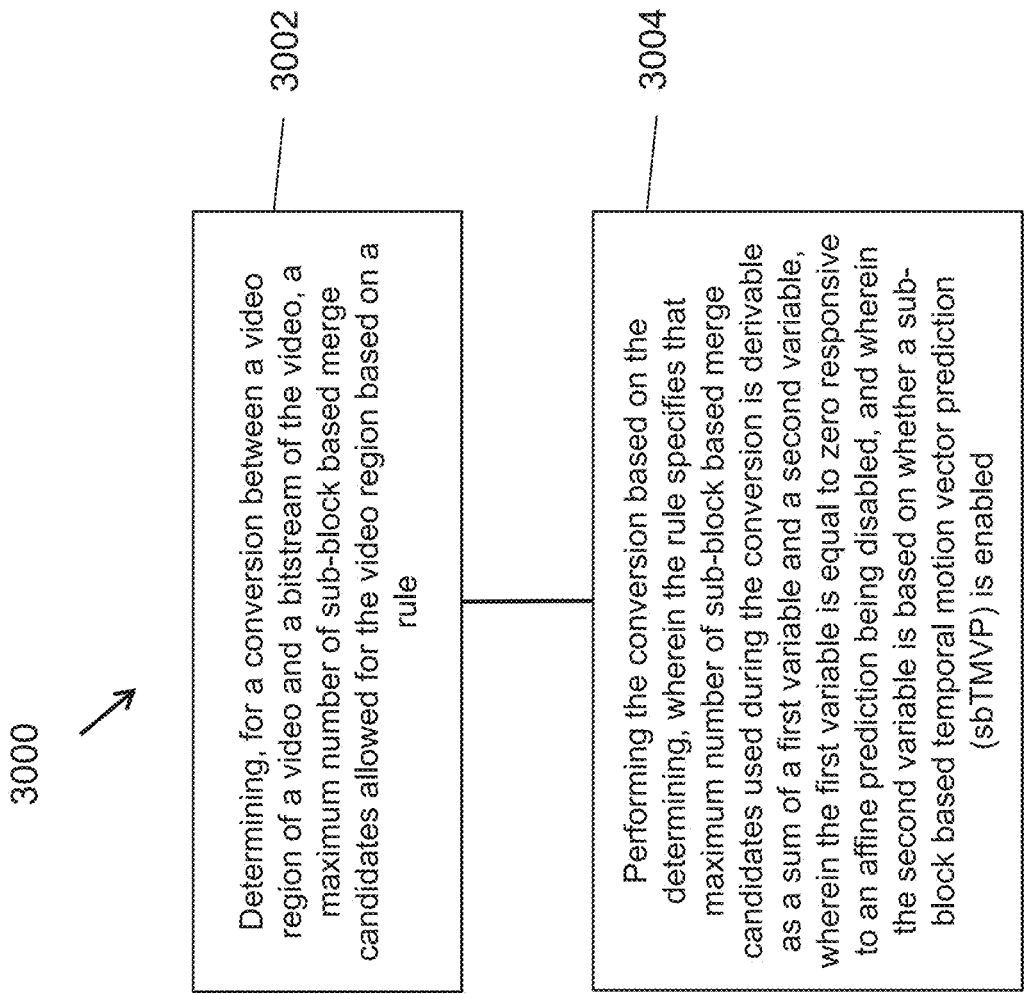 3000
Determining, for a conversion between a video
region of a video and a bitstream of the video, a
maximum number of sub-block based merge
candidates allowed for the video region based on a
rule
3002
Performing the conversion based on the
determining, wherein the rule specifies that
maximum number of sub-block based merge
candidates used during the conversion is derivable
as a sum of a first variable and a second variable,
wherein the first variable is equal to zero responsive
to an affine prediction being disabled, and wherein
the second variable is based on whether a sub-
block based temporal motion vector prediction
(sbTMVP) is enabled
3004